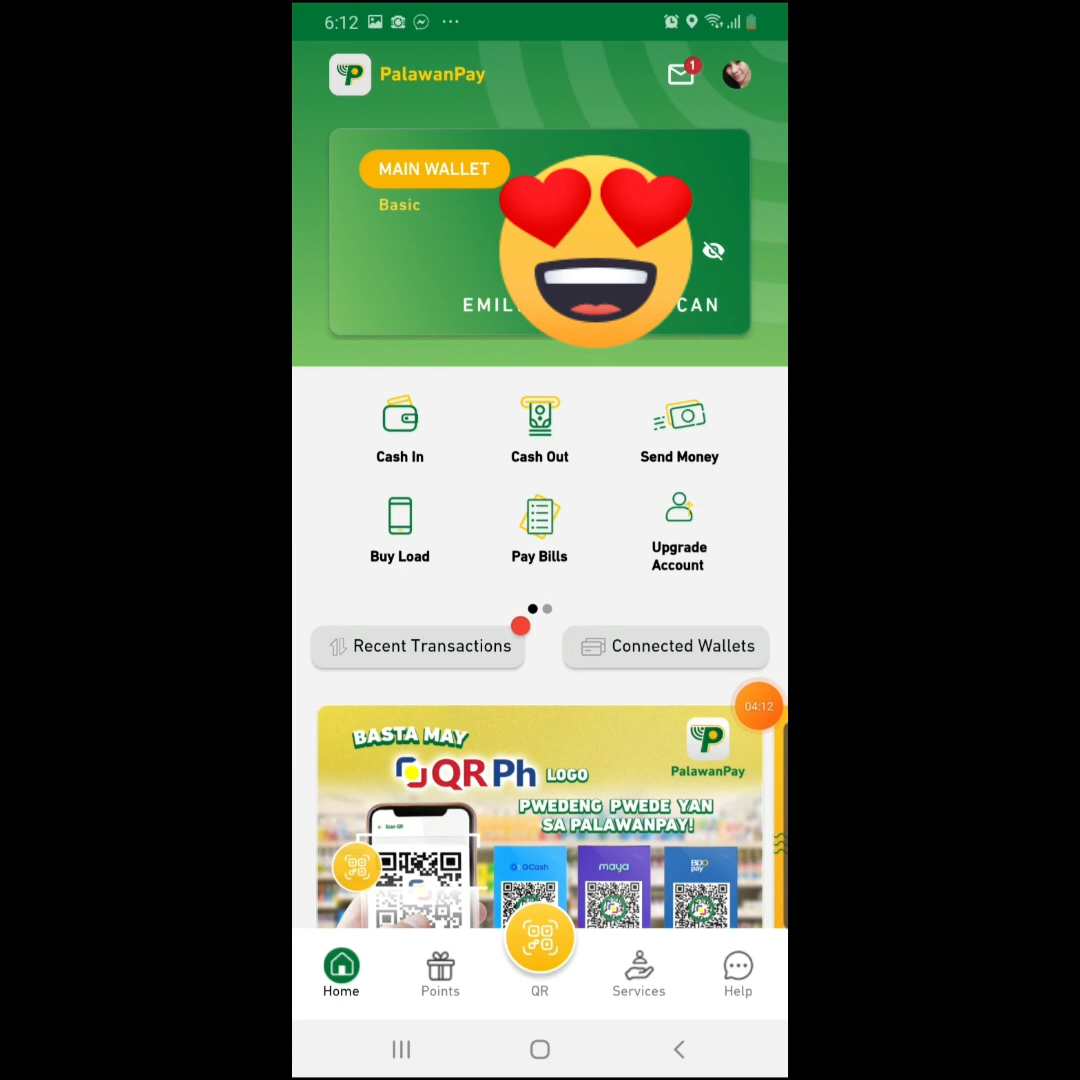 6:12
PalawanPay
1
MAIN WALLET
Basic
EMIL
CAN
Cash In
Cash Out
Send Money
Buy Load
Pay Bills
Upgrade
Account
Recent Transactions
Connected Wallets
04:12
BASTA MAY
QR Ph LOGO
PalawanPay
PWEDENG PWEDE YAN
SA PALAWANPAY!
Scan QR
GCash
maya
BDO
pay
Home
Points
QR
Services
Help